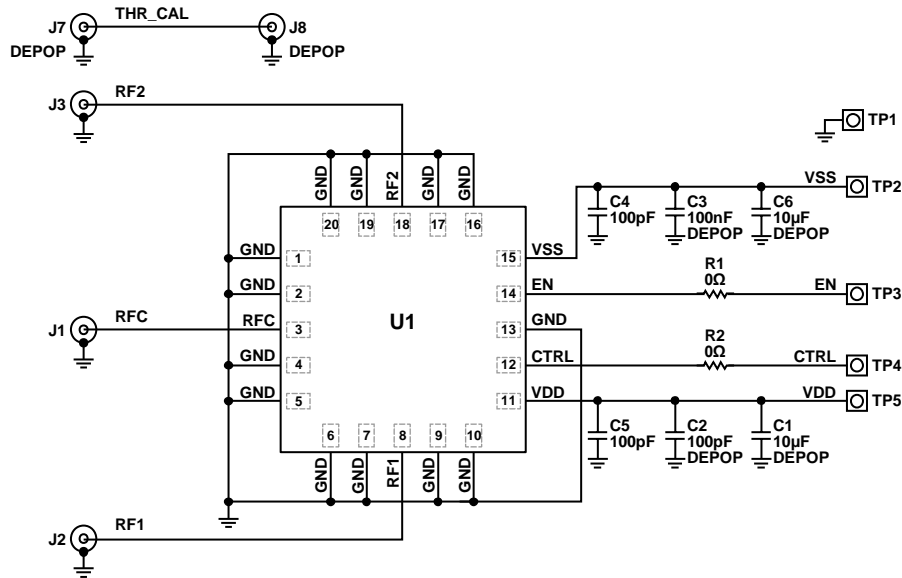 THR_CAL
J7
J8
DEPOP
DEPOP
RF2
J3
TP1
GND
GND
RF2
GND
GND
VSS
TP2
C4
100pF
C3
100nF
DEPOP
C6
10µF
DEPOP
20
19
18
17
16
GND
1
15
VSS
R1
0Ω
GND
2
14
EN
EN
TP3
U1
J1
RFC
RFC
3
13
GND
R2
0Ω
GND
4
12
CTRL
CTRL
TP4
GND
5
11
VDD
VDD
TP5
C5
100pF
C2
100pF
DEPOP
C1
10µF
DEPOP
6
7
8
9
10
GND
GND
RF1
GND
GND
RF1
J2